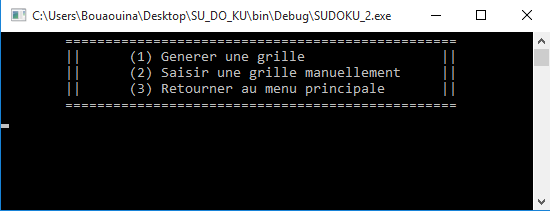 C:\Users\Bouaouina\Desktop\SU_DO_KU\bin\Debug\SUDOKU_2.exe
=================================================
|| (1) Generer une grille ||
|| (2) Saisir une grille manuellement ||
|| (3) Retourner au menu principale ||
=================================================